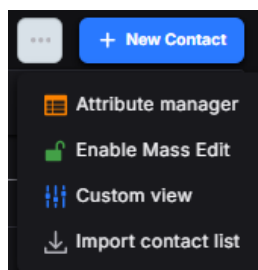 + New Contact
Attribute manager
Enable Mass Edit
Custom view
Import contact list